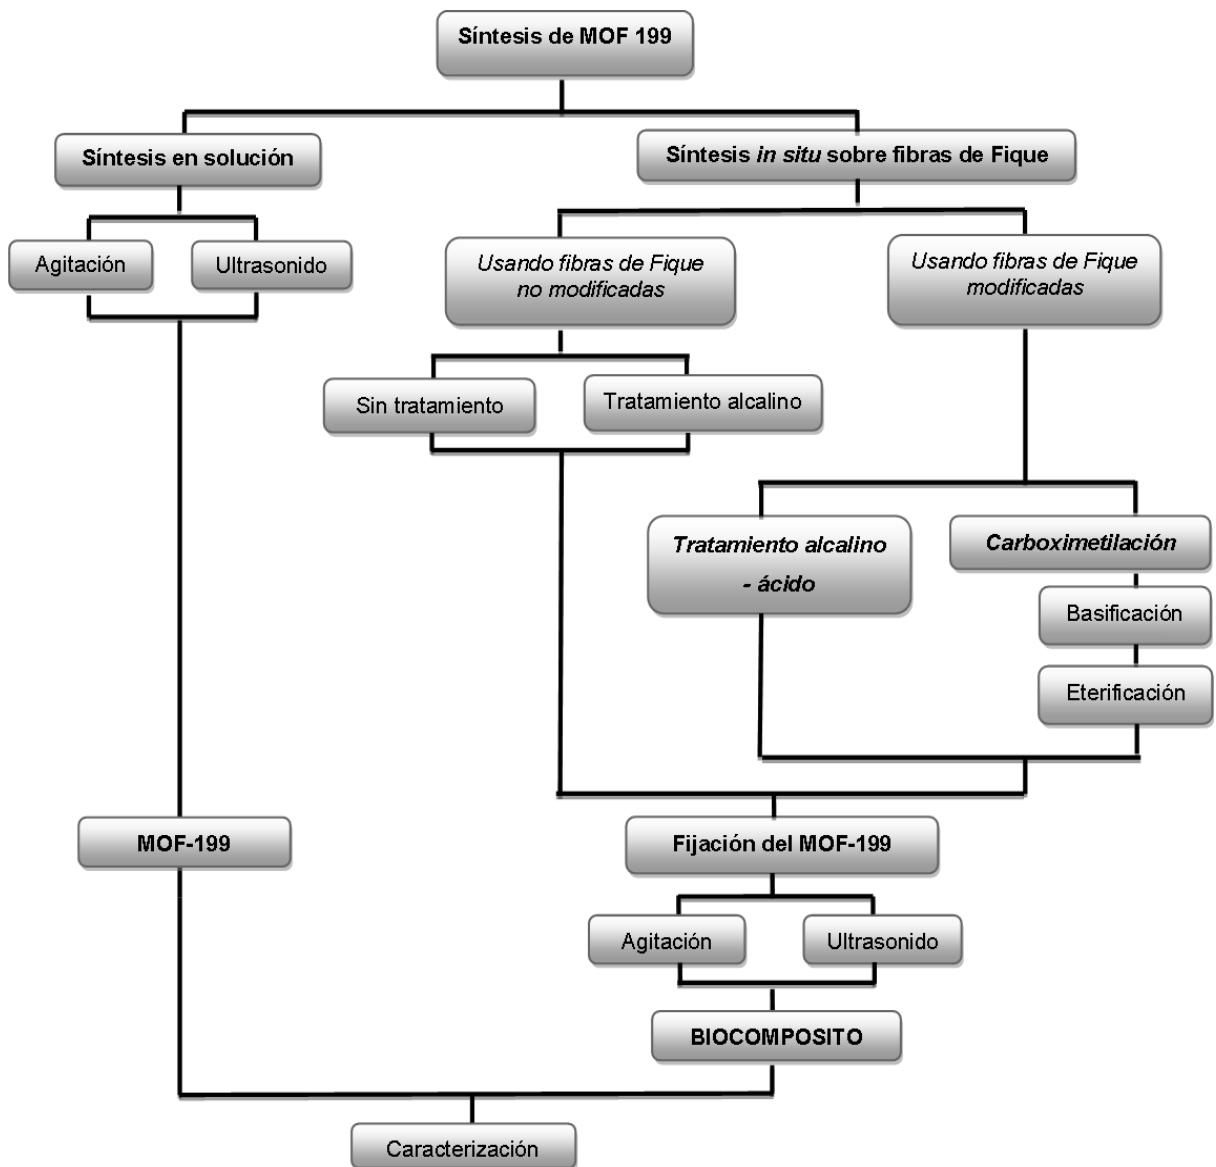 Síntesis de MOF 199
Síntesis en solución
Síntesis in situ sobre fibras de Fique
Agitación
Ultrasonido
Usando fibras de Fique
no modificadas
Usando fibras de Fique
modificadas
Sin tratamiento
Tratamiento alcalino
Tratamiento alcalino
- ácido
Carboximetilación
Basificación
Eterificación
MOF-199
Fijación del MOF-199
Agitación
Ultrasonido
BIOCOMPOSITO
Caracterización